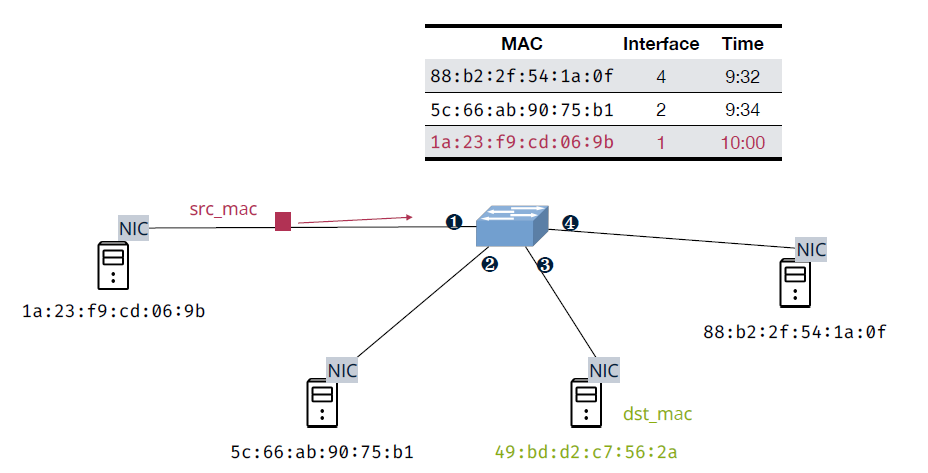 MAC Interface Time
88:b2:2f:54:1a:0f 4 9:32
5c:66:ab:90:75:b1 2 9:34
1a:23:f9:cd:06:9b 1 10:00
src_mac
NIC
1
4
2
3
NIC
1a:23:f9:cd:06:9b
88:b2:2f:54:1a:0f
NIC
NIC
dst_mac
5c:66:ab:90:75:b1
49:bd:d2:c7:56:2a